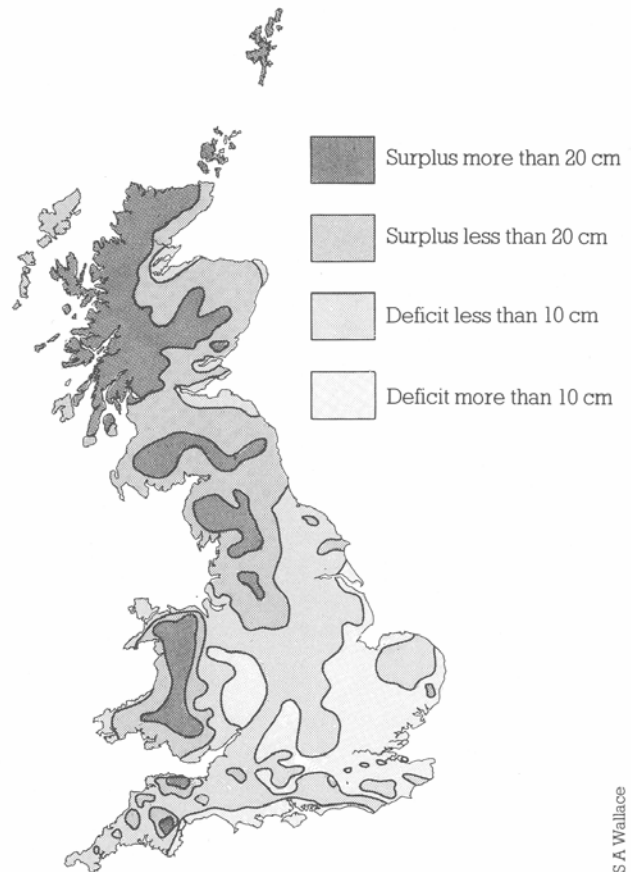 Surplus more than 20 cm
Surplus less than 20 cm
Deficit less than 10 cm
Deficit more than 10 cm
S A Wallace